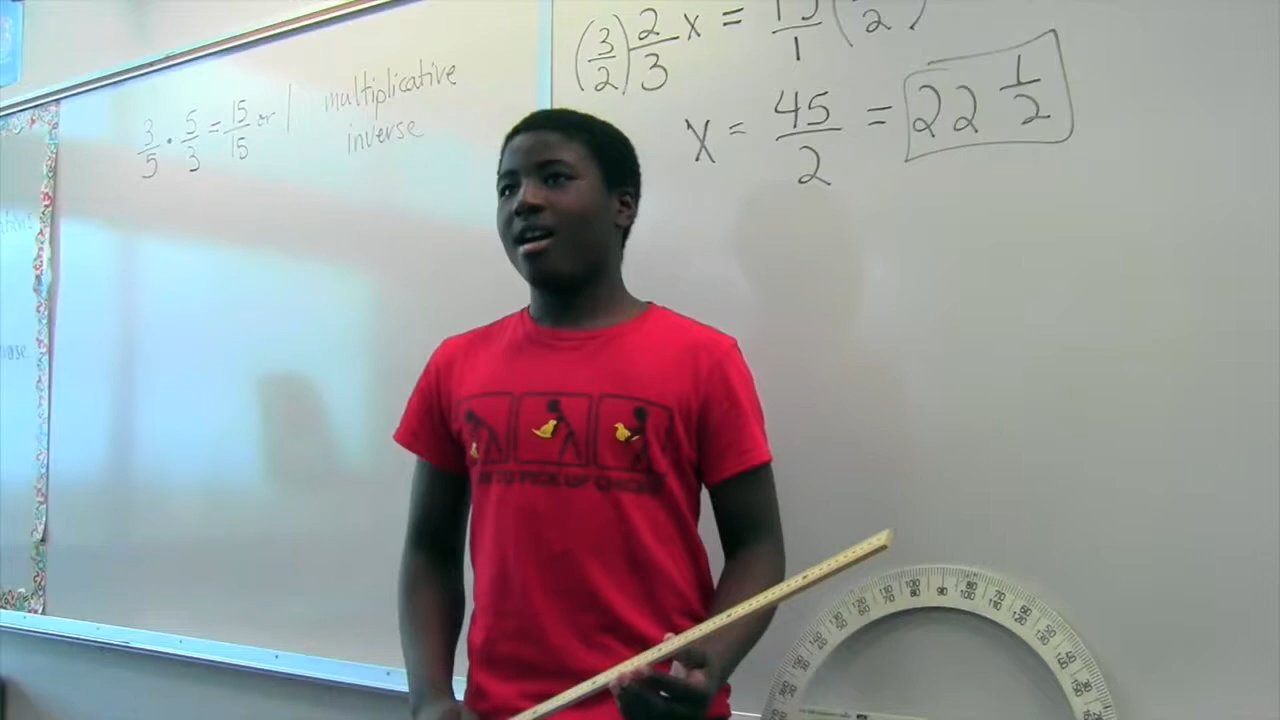 3/5 · 5/3 = 15/15 or 1 multiplicative
inverse
(3/2) 2/3 x = 15/1 (3/2)
x = 45/2 = 22 1/2
TO PICK UP CHICKS